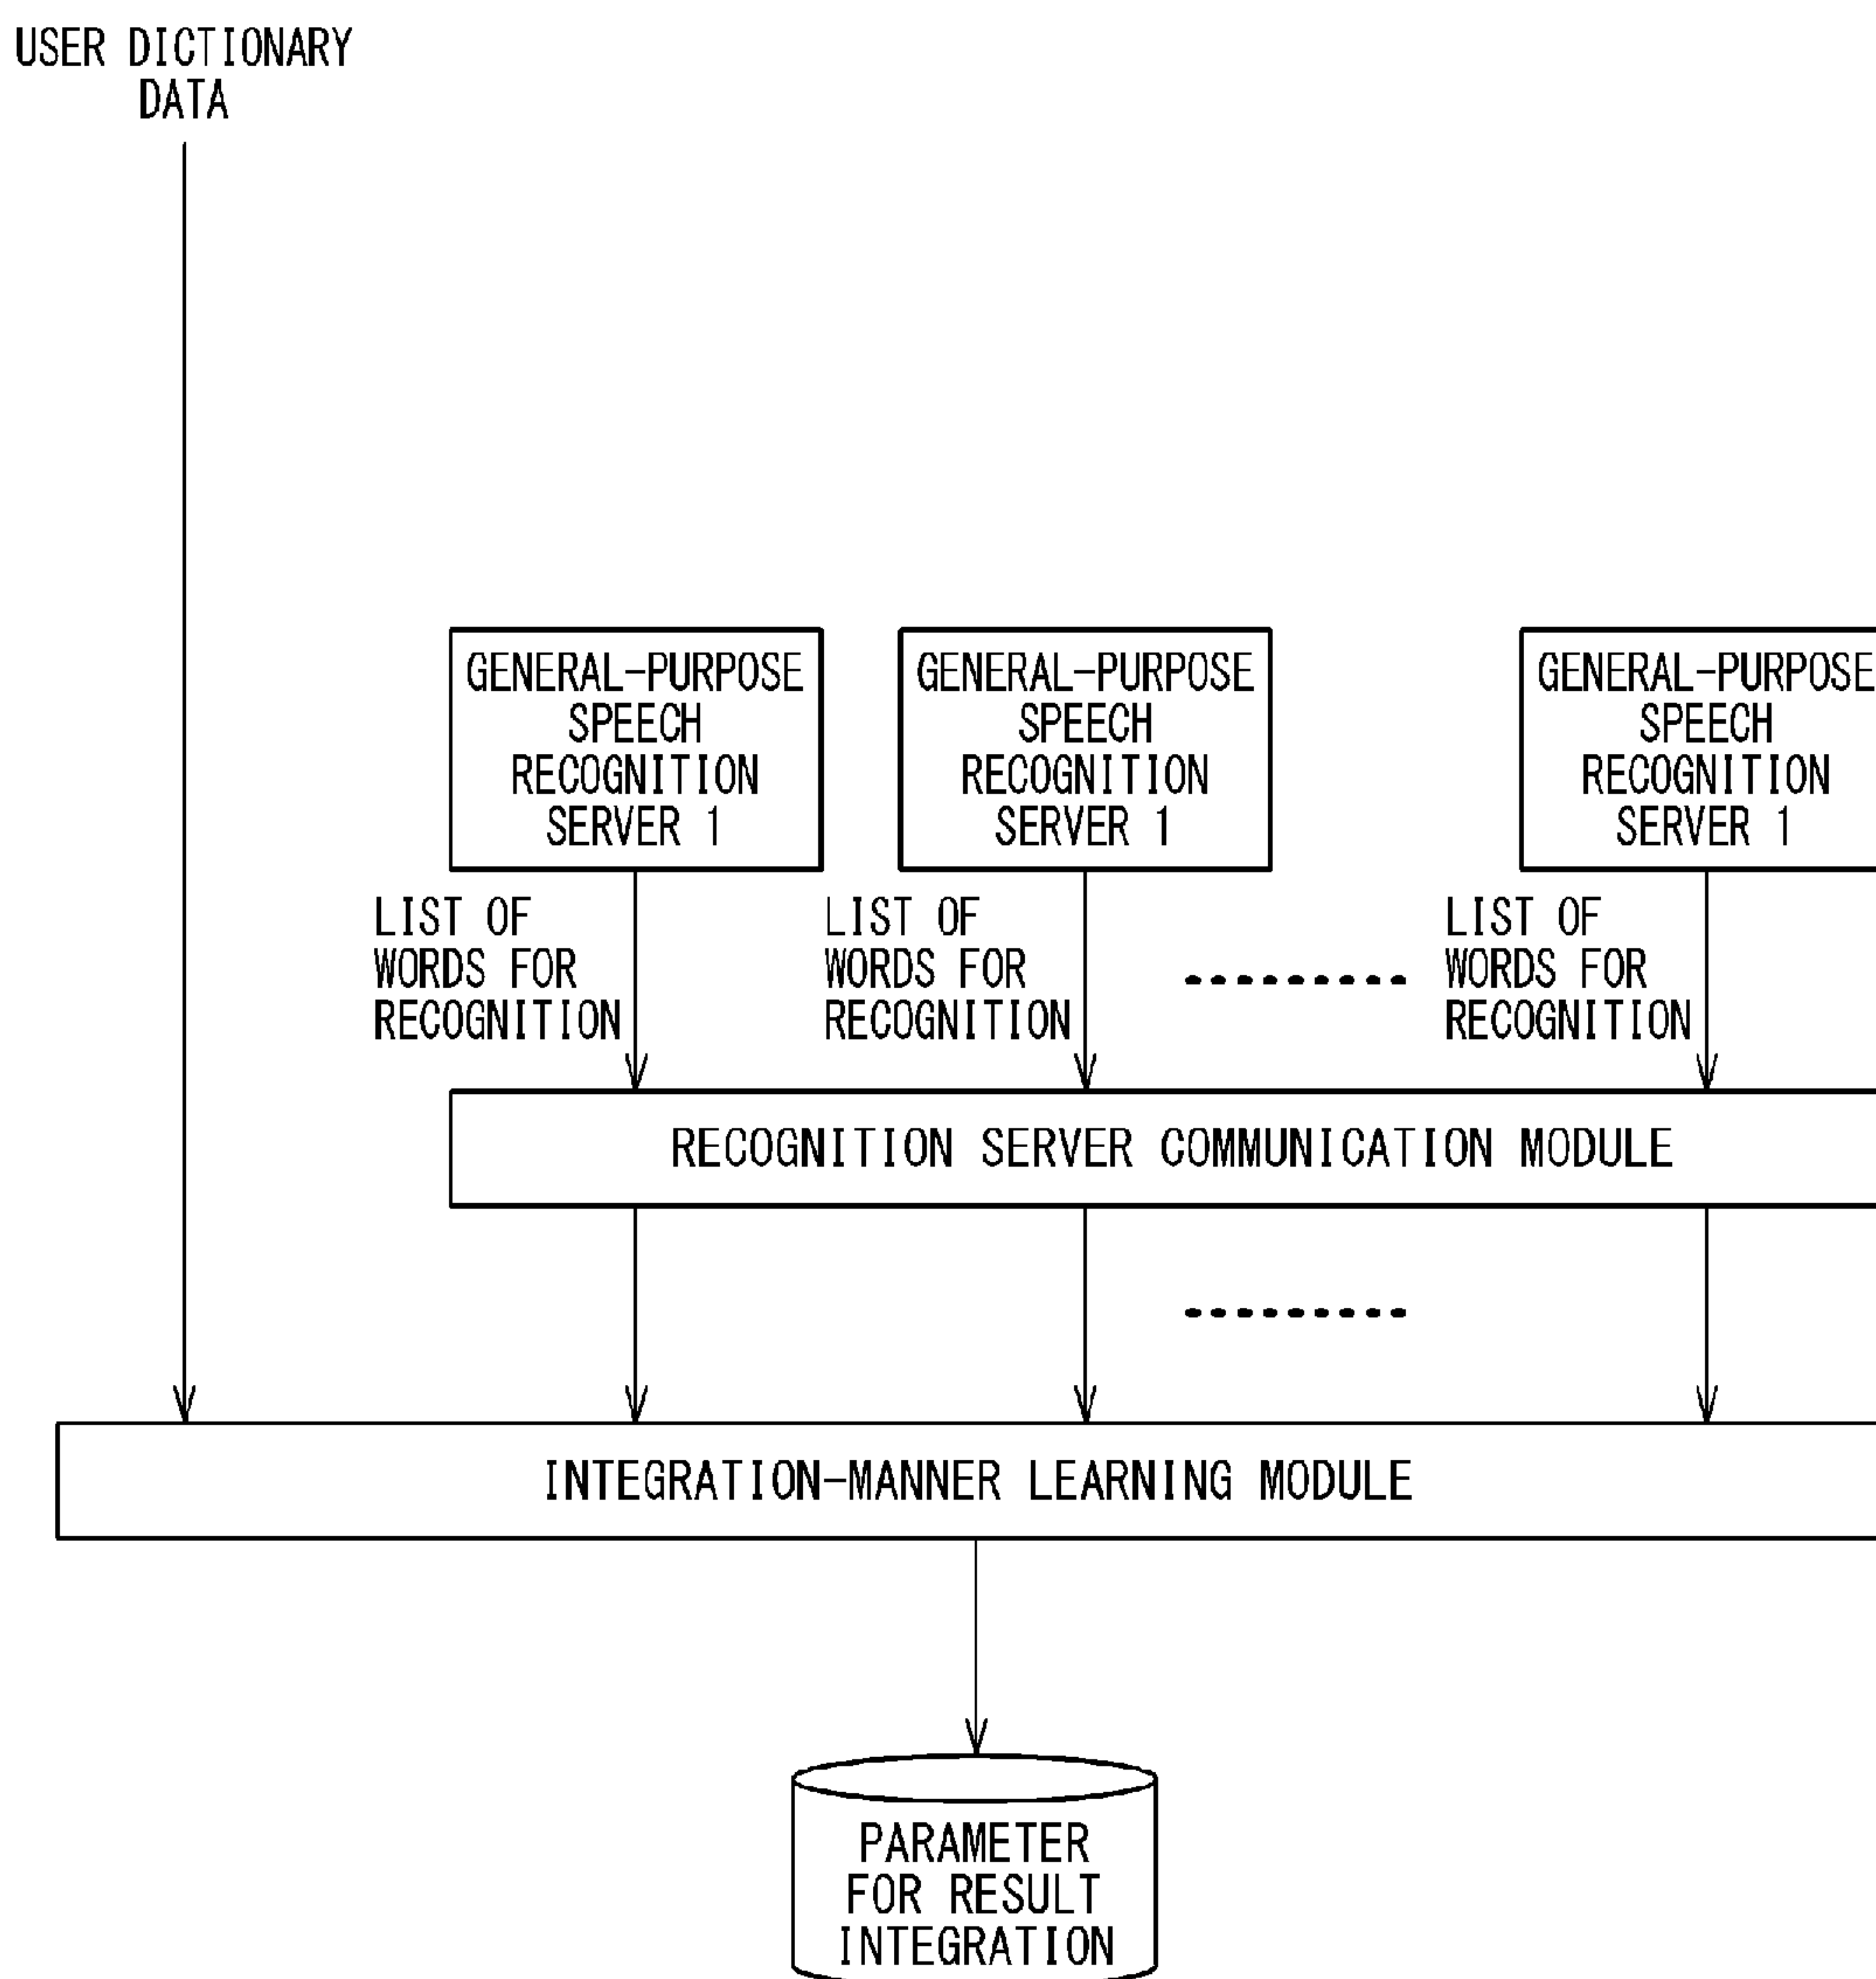 USER DICTIONARY
DATA
GENERAL-PURPOSE
SPEECH
RECOGNITION
SERVER 1
GENERAL-PURPOSE
SPEECH
RECOGNITION
SERVER 1
GENERAL-PURPOSE
SPEECH
RECOGNITION
SERVER 1
LIST OF
WORDS FOR
RECOGNITION
LIST OF
WORDS FOR
RECOGNITION
LIST OF
WORDS FOR
RECOGNITION
RECOGNITION SERVER COMMUNICATION MODULE
INTEGRATION-MANNER LEARNING MODULE
PARAMETER
FOR RESULT
INTEGRATION